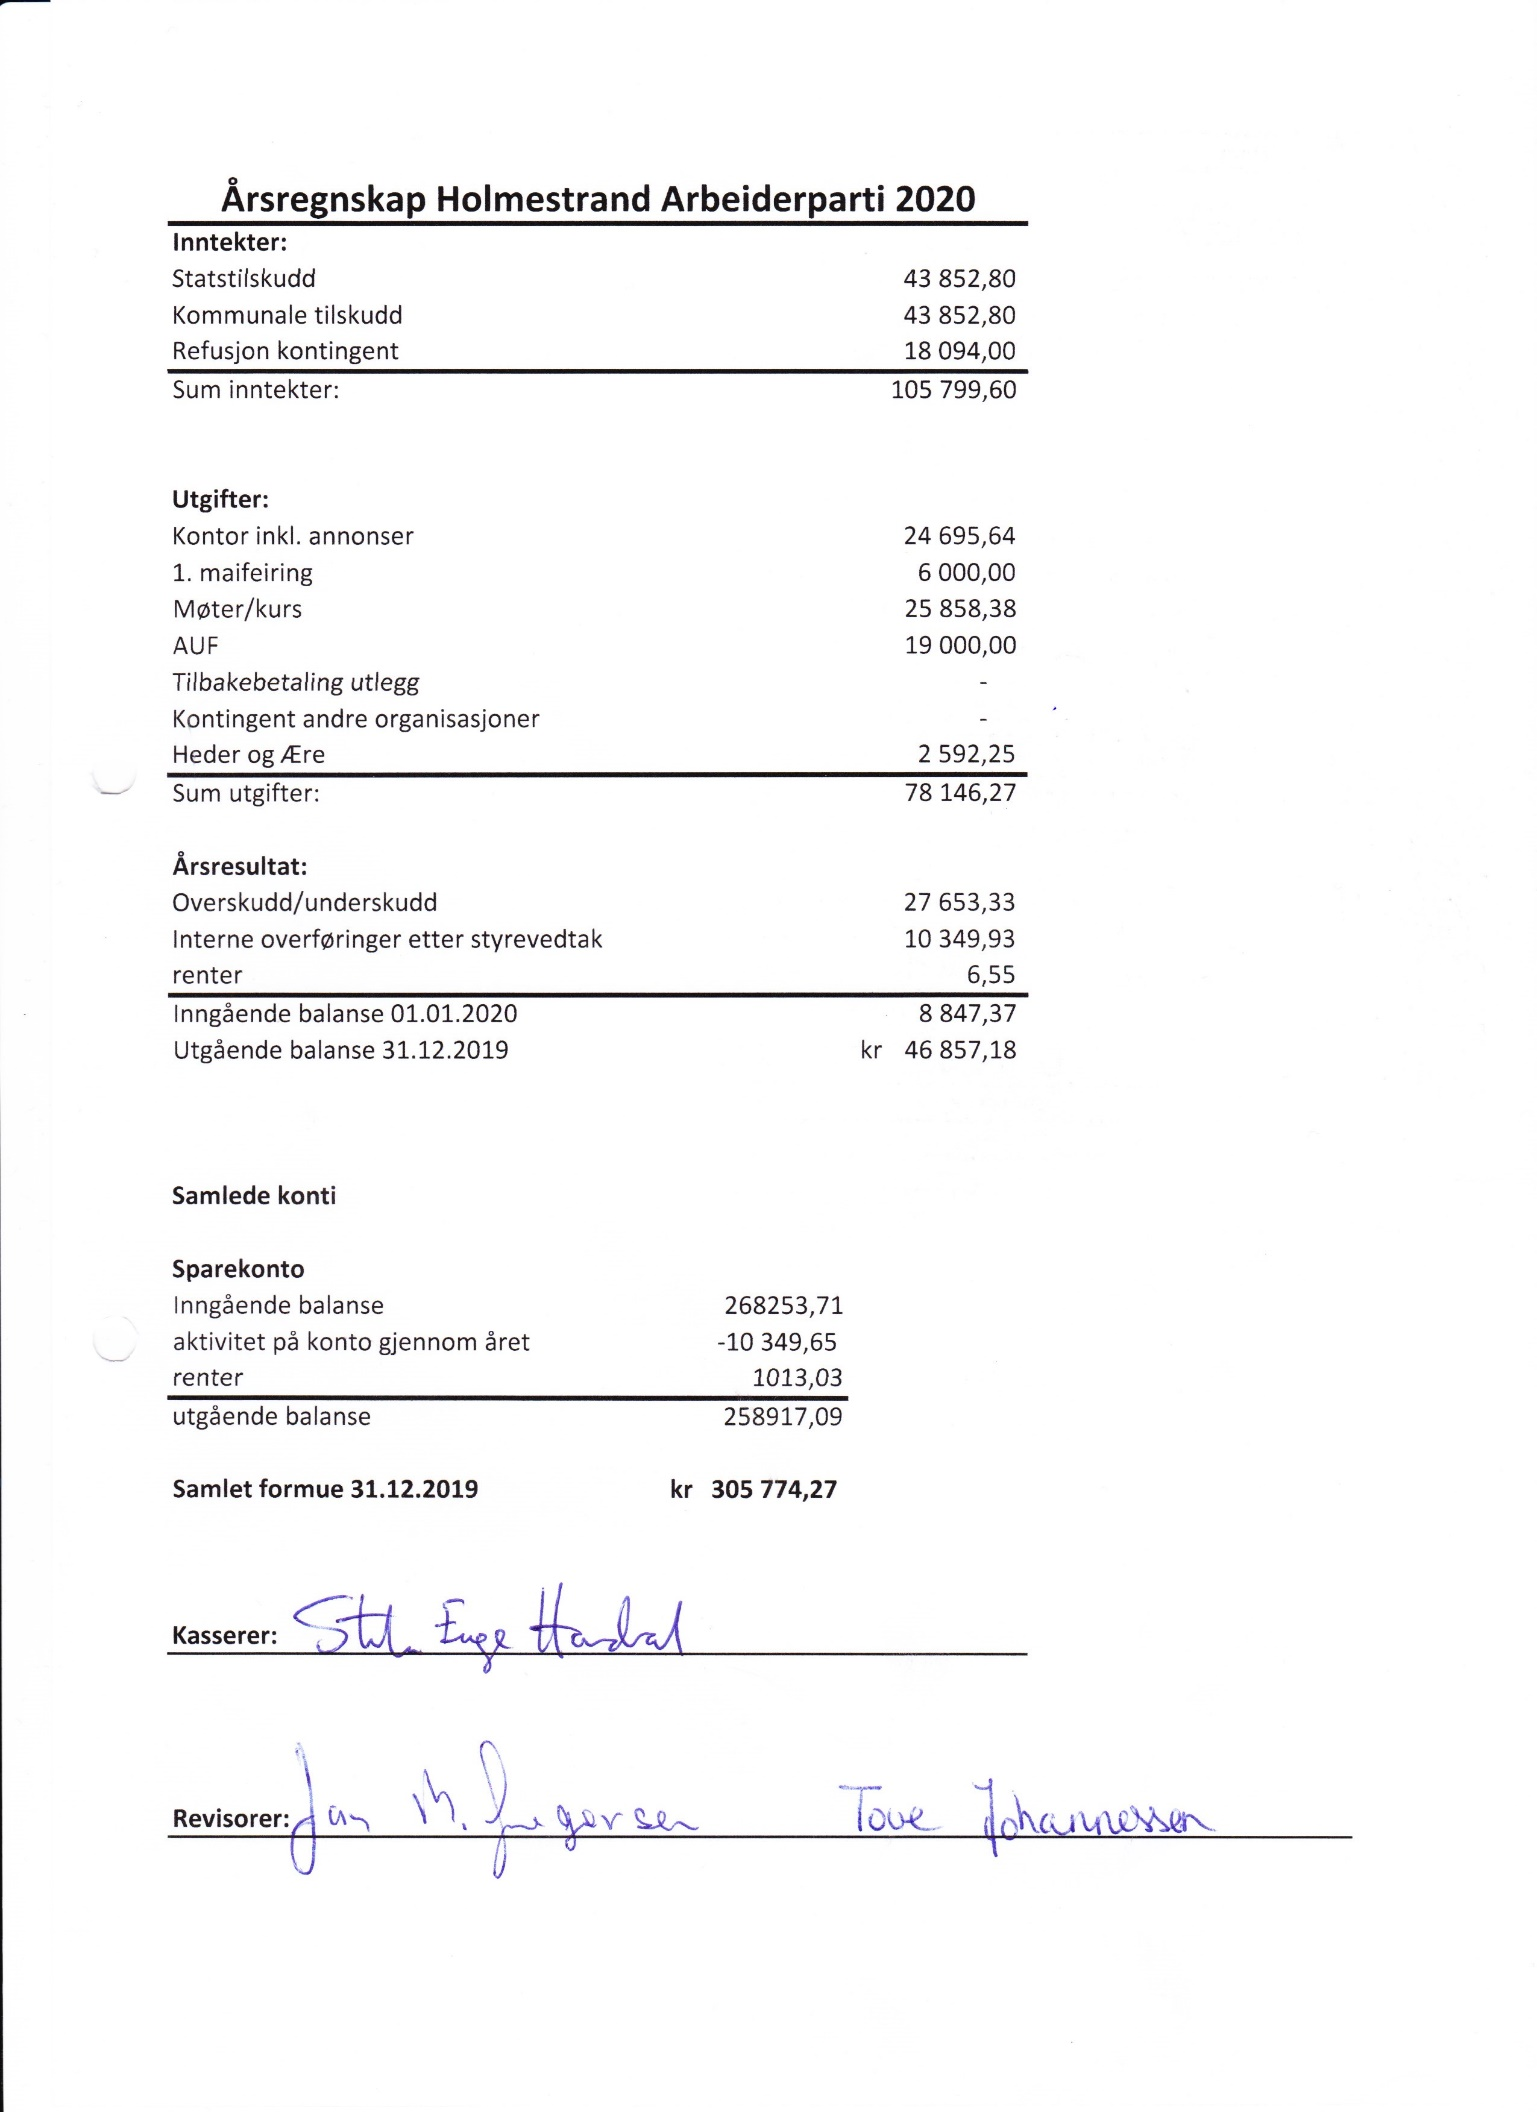 Årsregnskap Holmestrand Arbeiderparti 2020
Inntekter:
Statstilskudd 43 852,80
Kommunale tilskudd 43 852,80
Refusjon kontingent 18 094,00
Sum inntekter: 105 799,60
Utgifter:
Kontor inkl. annonser 24 695,64
1. maifeiring 6 000,00
Møter/kurs 25 858,38
AUF 19 000,00
Tilbakebetaling utlegg -
Kontingent andre organisasjoner -
Heder og Ære 2 592,25
Sum utgifter: 78 146,27
Årsresultat:
Overskudd/underskudd 27 653,33
Interne overføringer etter styrevedtak 10 349,93
renter 6,55
Inngående balanse 01.01.2020 8 847,37
Utgående balanse 31.12.2019 kr 46 857,18
Samlede konti
Sparekonto
Inngående balanse 268253,71
aktivitet på konto gjennom året -10 349,65
renter 1013,03
utgående balanse 258917,09
Samlet formue 31.12.2019 kr 305 774,27
Kasserer: Enge
Revisorer: Jan M. Tove Johannessen